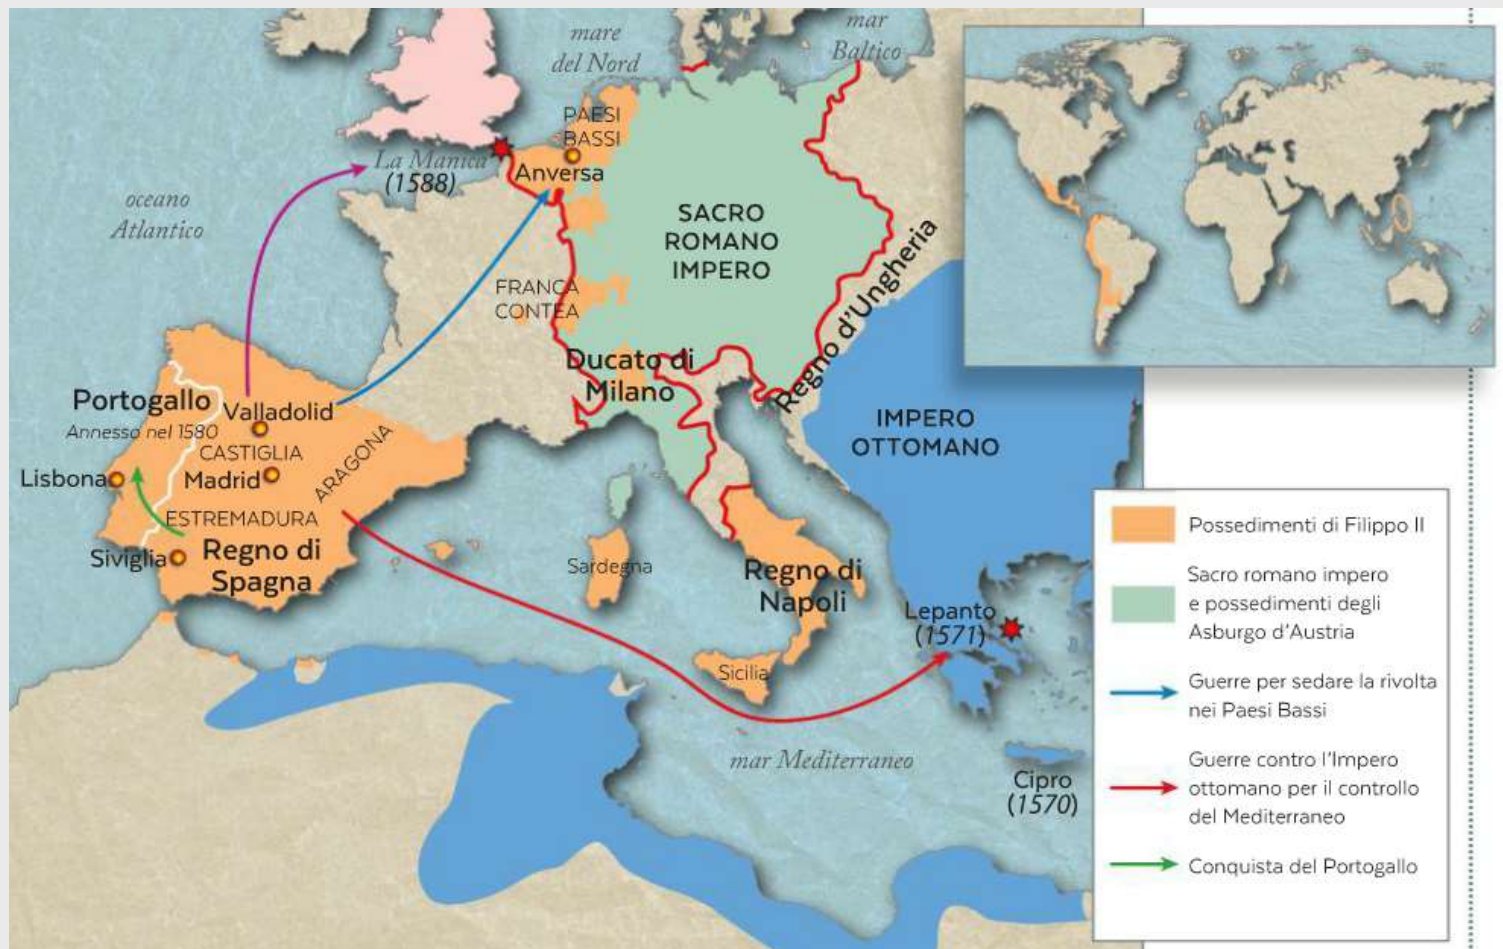 mare
del Nord
mar
Baltico
PAESI
BASSI
La Manica
(1588)
Anversa
oceano
Atlantico
SACRO
ROMANO
IMPERO
FRANCA
CONTEA
Regno d'Ungheria
Ducato di
Milano
Portogallo
Annesso nel 1580
Valladolid
CASTIGLIA
Lisbona
Madrid
ARAGONA
ESTREMADURA
Siviglia
Regno di
Spagna
IMPERO
OTTOMANO
Sardegna
Regno di
Napoli
Lepanto
(1571)
Sicilia
mar Mediterraneo
Cipro
(1570)
Possedimenti di Filippo II
Sacro romano impero
e possedimenti degli
Asburgo d'Austria
Guerre per sedare la rivolta
nei Paesi Bassi
Guerre contro l'Impero
ottomano per il controllo
del Mediterraneo
Conquista del Portogallo